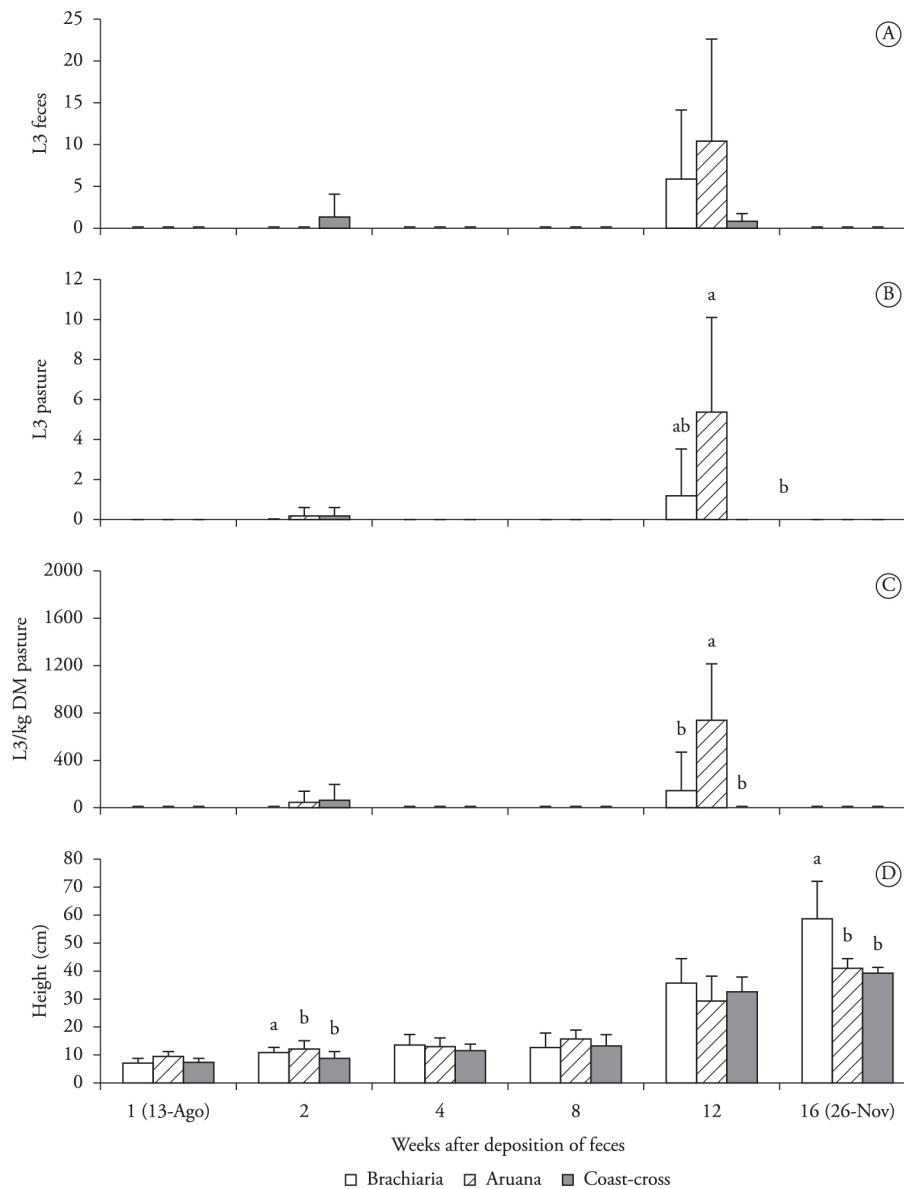 A
L3 feces
25
20
15
10
5
0
B
L3 pasture
12
10
8
6
4
2
0
a
ab
b
C
L3/kg DM pasture
2000
1600
1200
800
400
0
a
b
b
D
Height (cm)
80
70
60
50
40
30
20
10
0
a b b
a
b b
1 (13-Ago) 2 4 8 12 16 (26-Nov)
Weeks after deposition of feces
Brachiaria Aruana Coast-cross